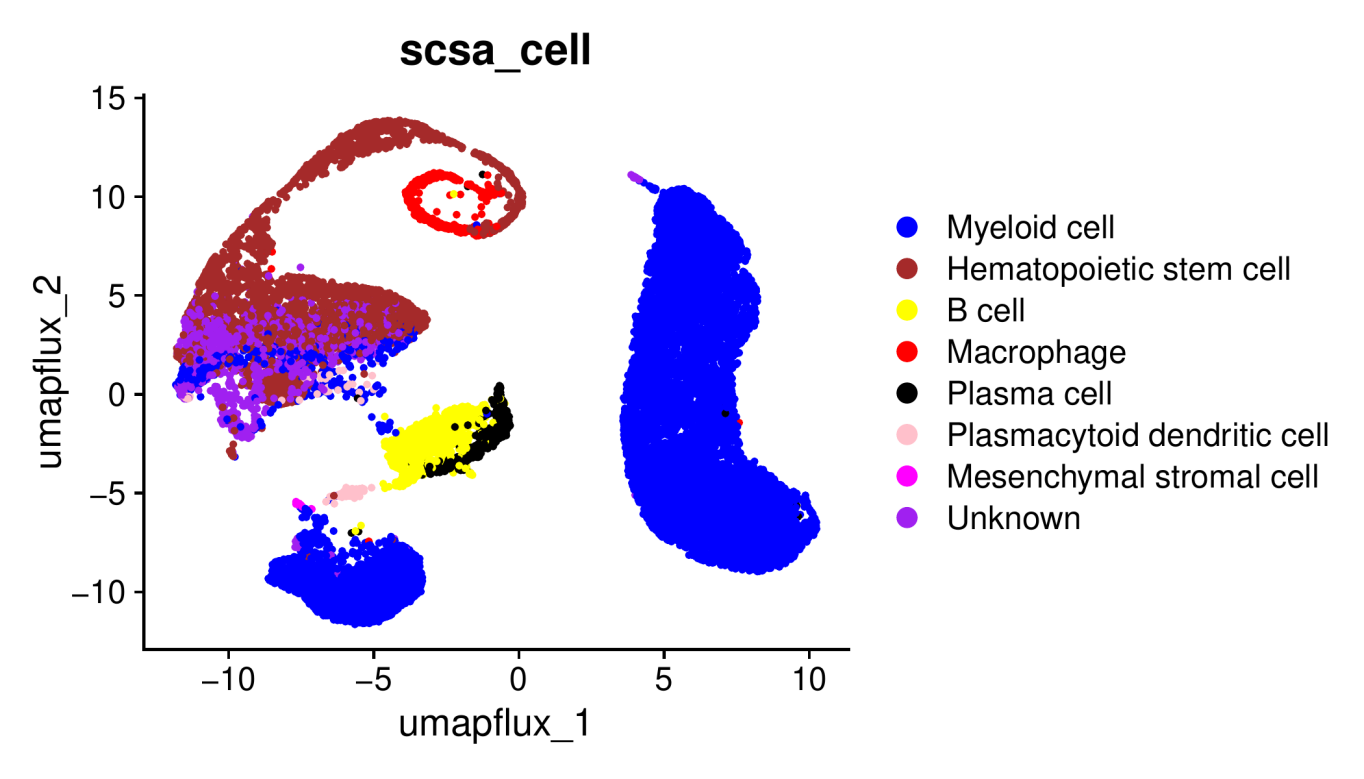 scsa_cell
15
10
5
0
−5
−10
umapflux_2
−10 −5 0 5 10
umapflux_1
Myeloid cell
Hematopoietic stem cell
B cell
Macrophage
Plasma cell
Plasmacytoid dendritic cell
Mesenchymal stromal cell
Unknown